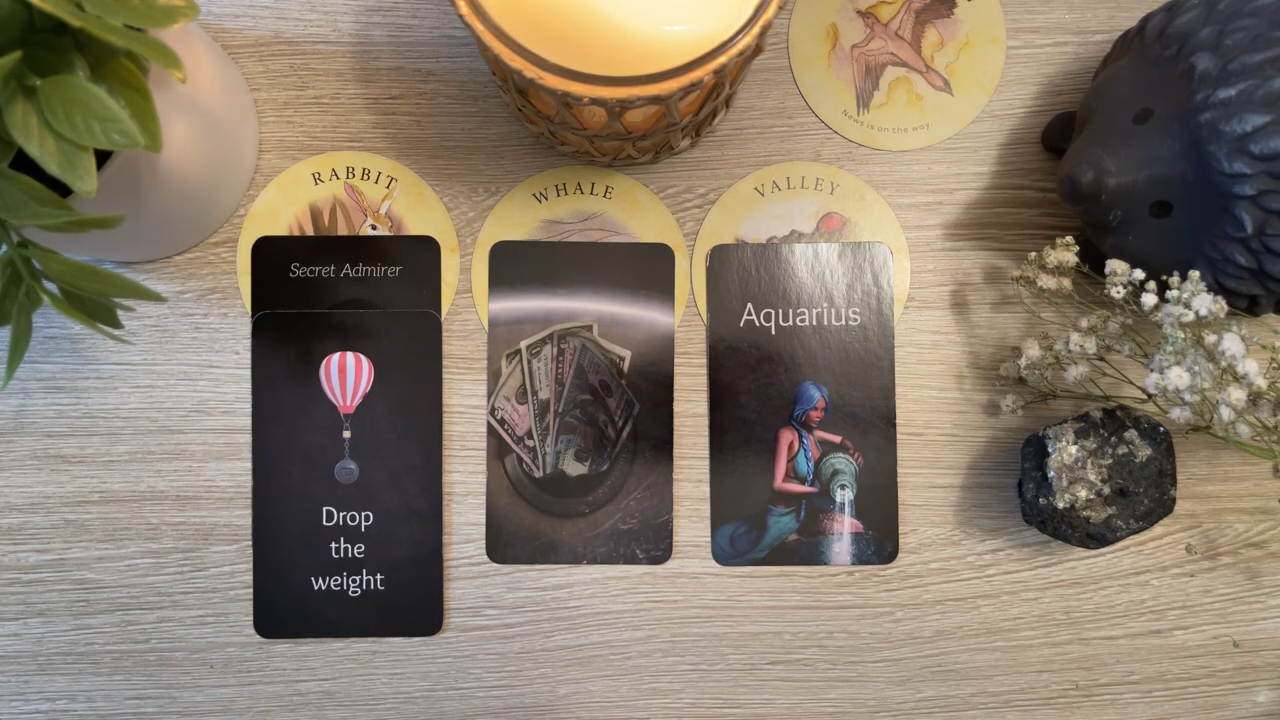 News is on the way.
RABBIT
WHALE
VALLEY
Secret Admirer
Aquarius
Drop
the
weight